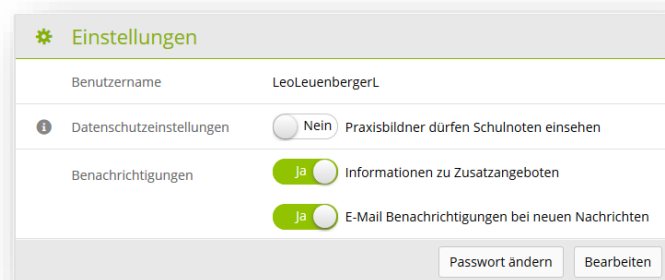 Einstellungen
Benutzername LeoLeuenbergerL
Datenschutzeinstellungen Nein Praxisbildner dürfen Schulnoten einsehen
Benachrichtigungen Ja Informationen zu Zusatzangeboten
Ja E-Mail Benachrichtigungen bei neuen Nachrichten
Passwort ändern Bearbeiten